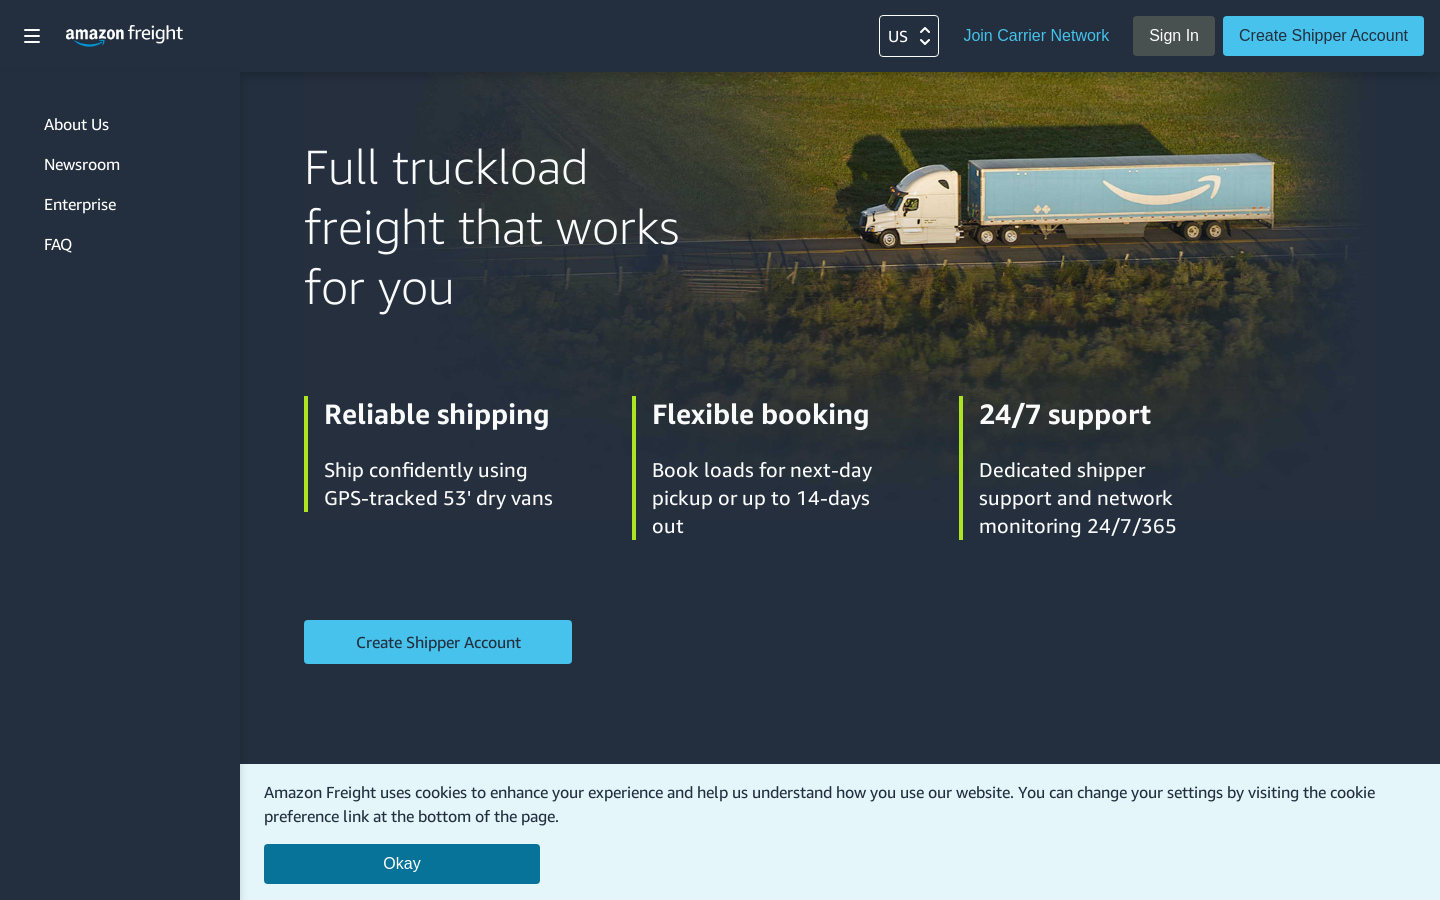 amazon freight
US
Join Carrier Network
Sign In
Create Shipper Account
About Us
Newsroom
Enterprise
FAQ
Full truckload
freight that works
for you
Reliable shipping
Ship confidently using
GPS-tracked 53' dry vans
Flexible booking
Book loads for next-day
pickup or up to 14-days
out
24/7 support
Dedicated shipper
support and network
monitoring 24/7/365
Create Shipper Account
Amazon Freight uses cookies to enhance your experience and help us understand how you use our website. You can change your settings by visiting the cookie
preference link at the bottom of the page.
Okay